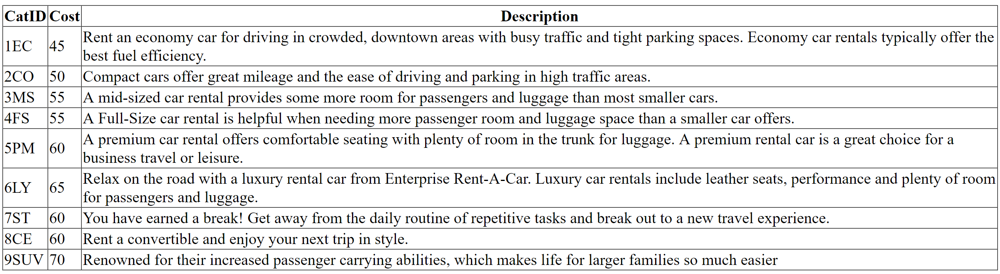 CatID Cost Description
1EC 45 Rent an economy car for driving in crowded, downtown areas with busy traffic and tight parking spaces. Economy car rentals typically offer the
best fuel efficiency.
2CO 50 Compact cars offer great mileage and the ease of driving and parking in high traffic areas.
3MS 55 A mid-sized car rental provides some more room for passengers and luggage than most smaller cars.
4FS 55 A Full-Size car rental is helpful when needing more passenger room and luggage space than a smaller car offers.
5PM 60 A premium car rental offers comfortable seating with plenty of room in the trunk for luggage. A premium rental car is a great choice for a
business travel or leisure.
6LY 65 Relax on the road with a luxury rental car from Enterprise Rent-A-Car. Luxury car rentals include leather seats, performance and plenty of room
for passengers and luggage.
7ST 60 You have earned a break! Get away from the daily routine of repetitive tasks and break out to a new travel experience.
8CE 60 Rent a convertible and enjoy your next trip in style.
9SUV 70 Renowned for their increased passenger carrying abilities, which makes life for larger families so much easier